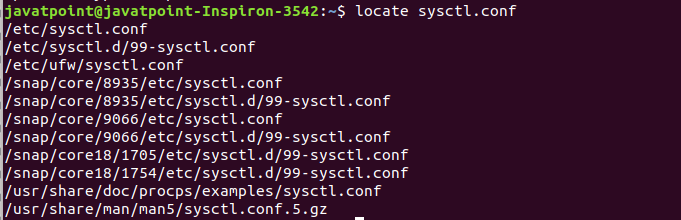 javatpoint@javatpoint-Inspiron-3542:~$ locate sysctl.conf
/etc/sysctl.conf
/etc/sysctl.d/99-sysctl.conf
/etc/ufw/sysctl.conf
/snap/core/8935/etc/sysctl.conf
/snap/core/8935/etc/sysctl.d/99-sysctl.conf
/snap/core/9066/etc/sysctl.conf
/snap/core/9066/etc/sysctl.d/99-sysctl.conf
/snap/core18/1705/etc/sysctl.d/99-sysctl.conf
/snap/core18/1754/etc/sysctl.d/99-sysctl.conf
/usr/share/doc/procps/examples/sysctl.conf
/usr/share/man/man5/sysctl.conf.5.gz